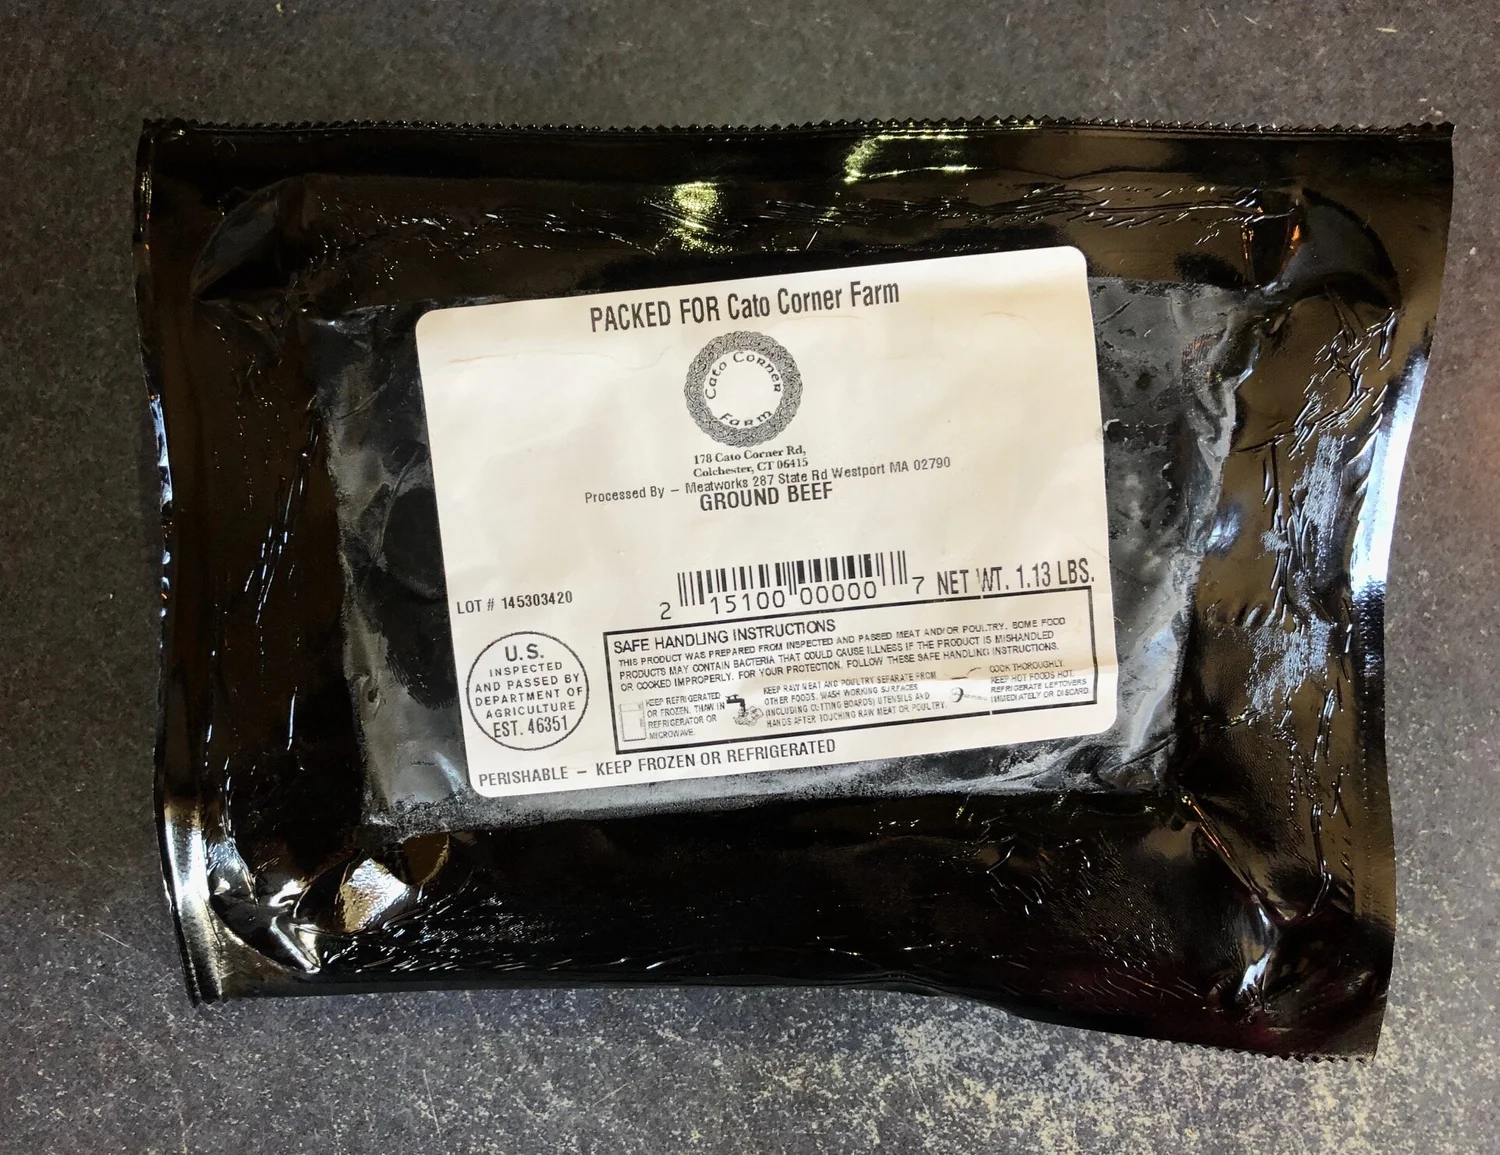 PACKED FOR Cato Corner Farm
Cato Corner
Farm
178 Cato Corner Rd,
Colchester, CT 06415
Processed By – Meatworks 287 State Rd Westport MA 02790
GROUND BEEF
LOT # 145303420
2 15100 00000 7
NET WT. 1.13 LBS.
U.S.
INSPECTED
AND PASSED BY
DEPARTMENT OF
AGRICULTURE
EST. 46351
SAFE HANDLING INSTRUCTIONS
THIS PRODUCT WAS PREPARED FROM INSPECTED AND PASSED MEAT AND/OR POULTRY. SOME FOOD
PRODUCTS MAY CONTAIN BACTERIA THAT COULD CAUSE ILLNESS IF THE PRODUCT IS MISHANDLED
OR COOKED IMPROPERLY. FOR YOUR PROTECTION, FOLLOW THESE SAFE HANDLING INSTRUCTIONS.
KEEP REFRIGERATED
OR FROZEN. THAW IN
REFRIGERATOR OR
MICROWAVE.
KEEP RAW MEAT AND POULTRY SEPARATE FROM
OTHER FOODS. WASH WORKING SURFACES
(INCLUDING CUTTING BOARDS) UTENSILS AND
HANDS AFTER TOUCHING RAW MEAT OR POULTRY.
COOK THOROUGHLY.
KEEP HOT FOODS HOT.
REFRIGERATE LEFTOVERS
IMMEDIATELY OR DISCARD.
PERISHABLE – KEEP FROZEN OR REFRIGERATED